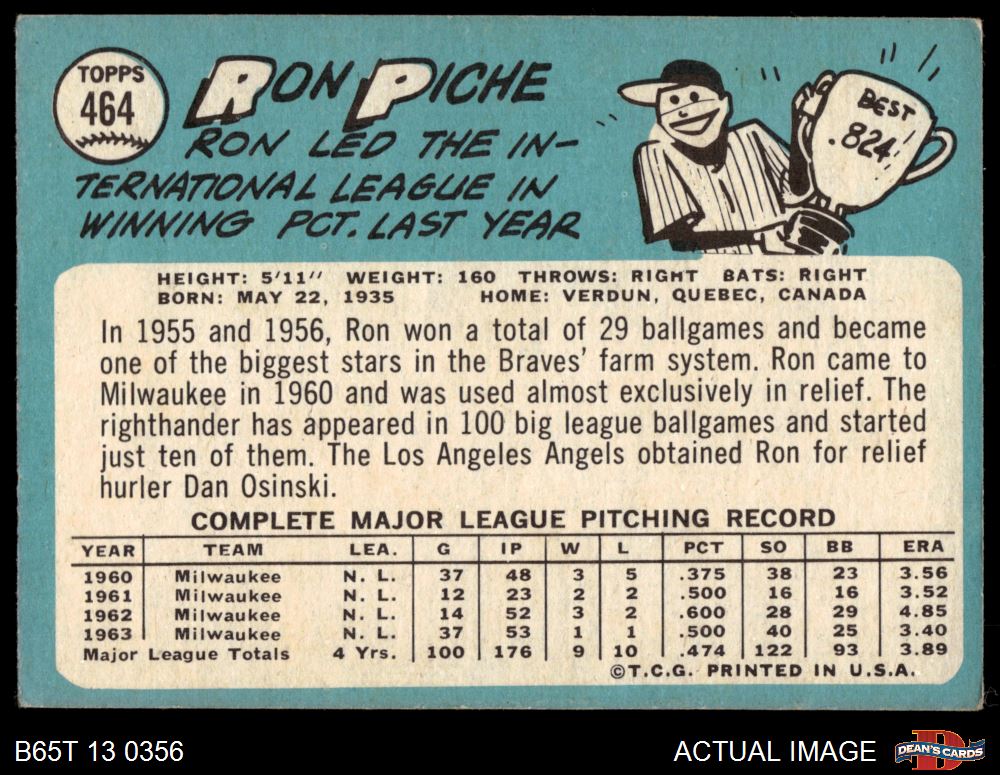 TOPPS
464
RON PICHE
RON LED THE IN-
TERNATIONAL LEAGUE IN
WINNING PCT. LAST YEAR
BEST
.824!
HEIGHT: 5'11" WEIGHT: 160 THROWS: RIGHT BATS: RIGHT
BORN: MAY 22, 1935 HOME: VERDUN, QUEBEC, CANADA
In 1955 and 1956, Ron won a total of 29 ballgames and became
one of the biggest stars in the Braves' farm system. Ron came to
Milwaukee in 1960 and was used almost exclusively in relief. The
righthander has appeared in 100 big league ballgames and started
just ten of them. The Los Angeles Angels obtained Ron for relief
hurler Dan Osinski.
COMPLETE MAJOR LEAGUE PITCHING RECORD
YEAR TEAM LEA. G IP W L PCT SO BB ERA
1960 Milwaukee N. L. 37 48 3 5 .375 38 23 3.56
1961 Milwaukee N. L. 12 23 2 2 .500 16 16 3.52
1962 Milwaukee N. L. 14 52 3 2 .600 28 29 4.85
1963 Milwaukee N. L. 37 53 1 1 .500 40 25 3.40
Major League Totals 4 Yrs. 100 176 9 10 .474 122 93 3.89
©T.C.G. PRINTED IN U.S.A.
B65T 13 0356
ACTUAL IMAGE
D
DEAN'S CARDS